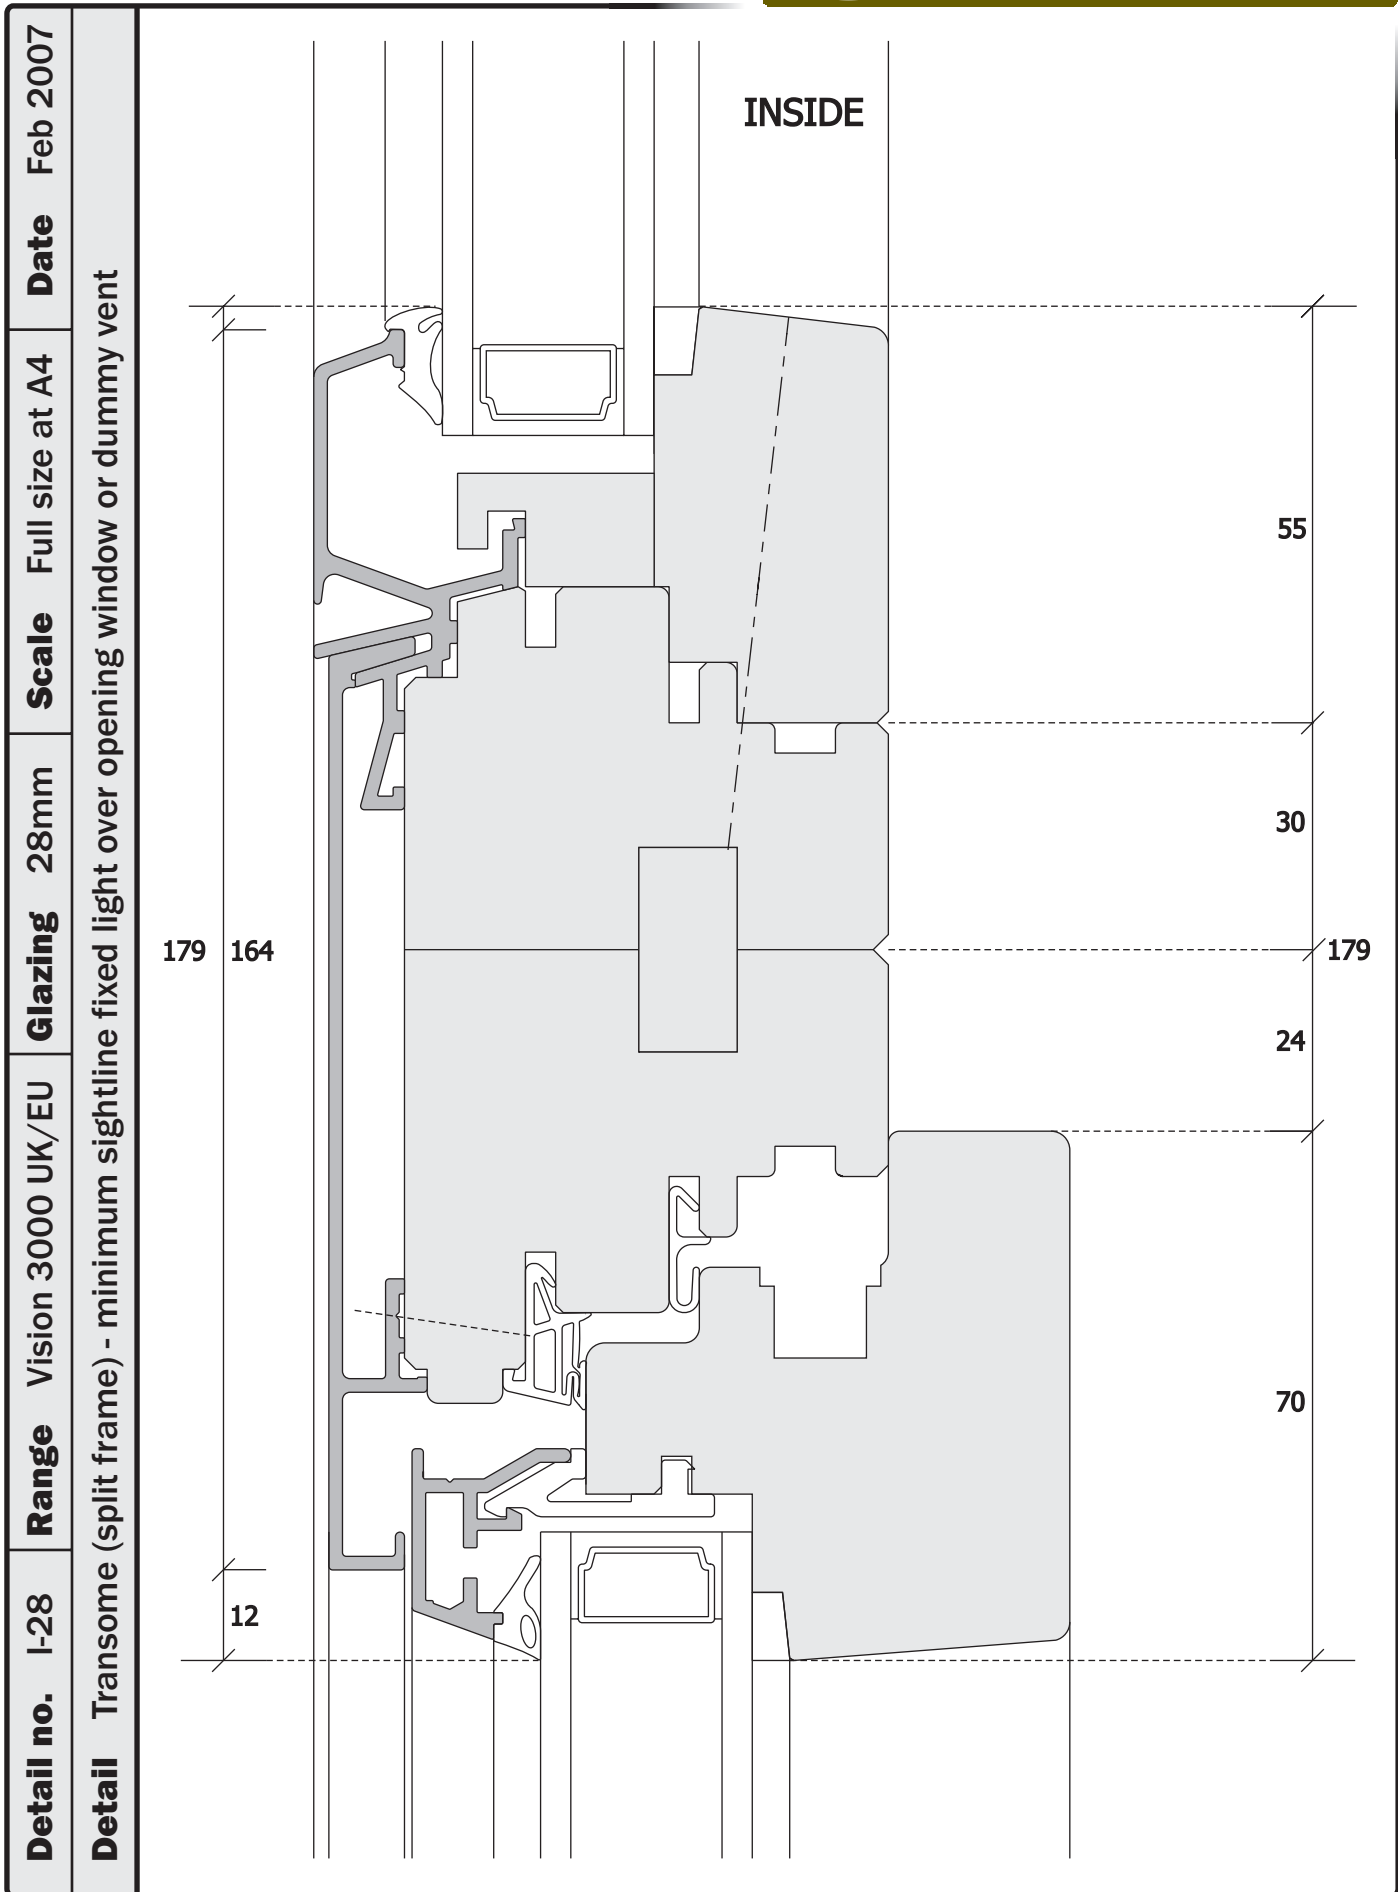 Detail no. I-28 Range Vision 3000 UK/EU Glazing 28mm Scale Full size at A4 Date Feb 2007
Detail Transome (split frame) - minimum sightline fixed light over opening window or dummy vent
INSIDE
55
30
179 164
179
24
70
12